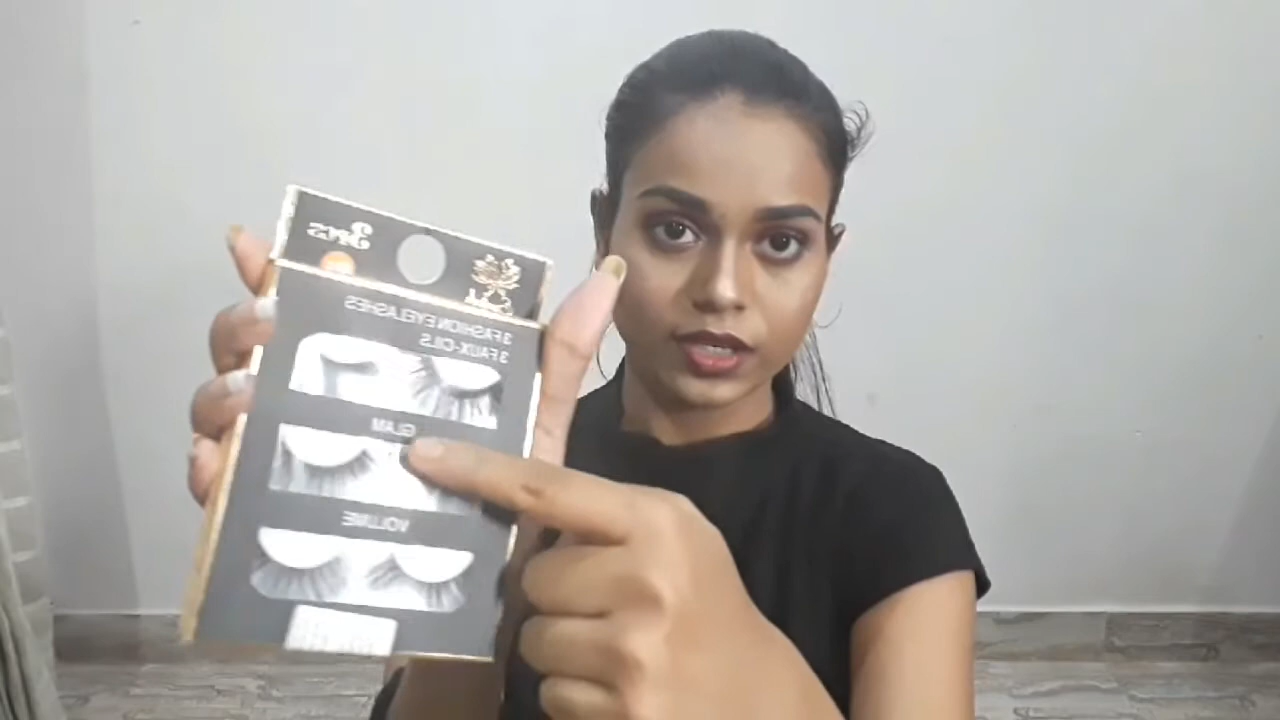 3PCS
3 FASHION EYELASHES
3 FAUX-CILS
GLAM
VOLUME